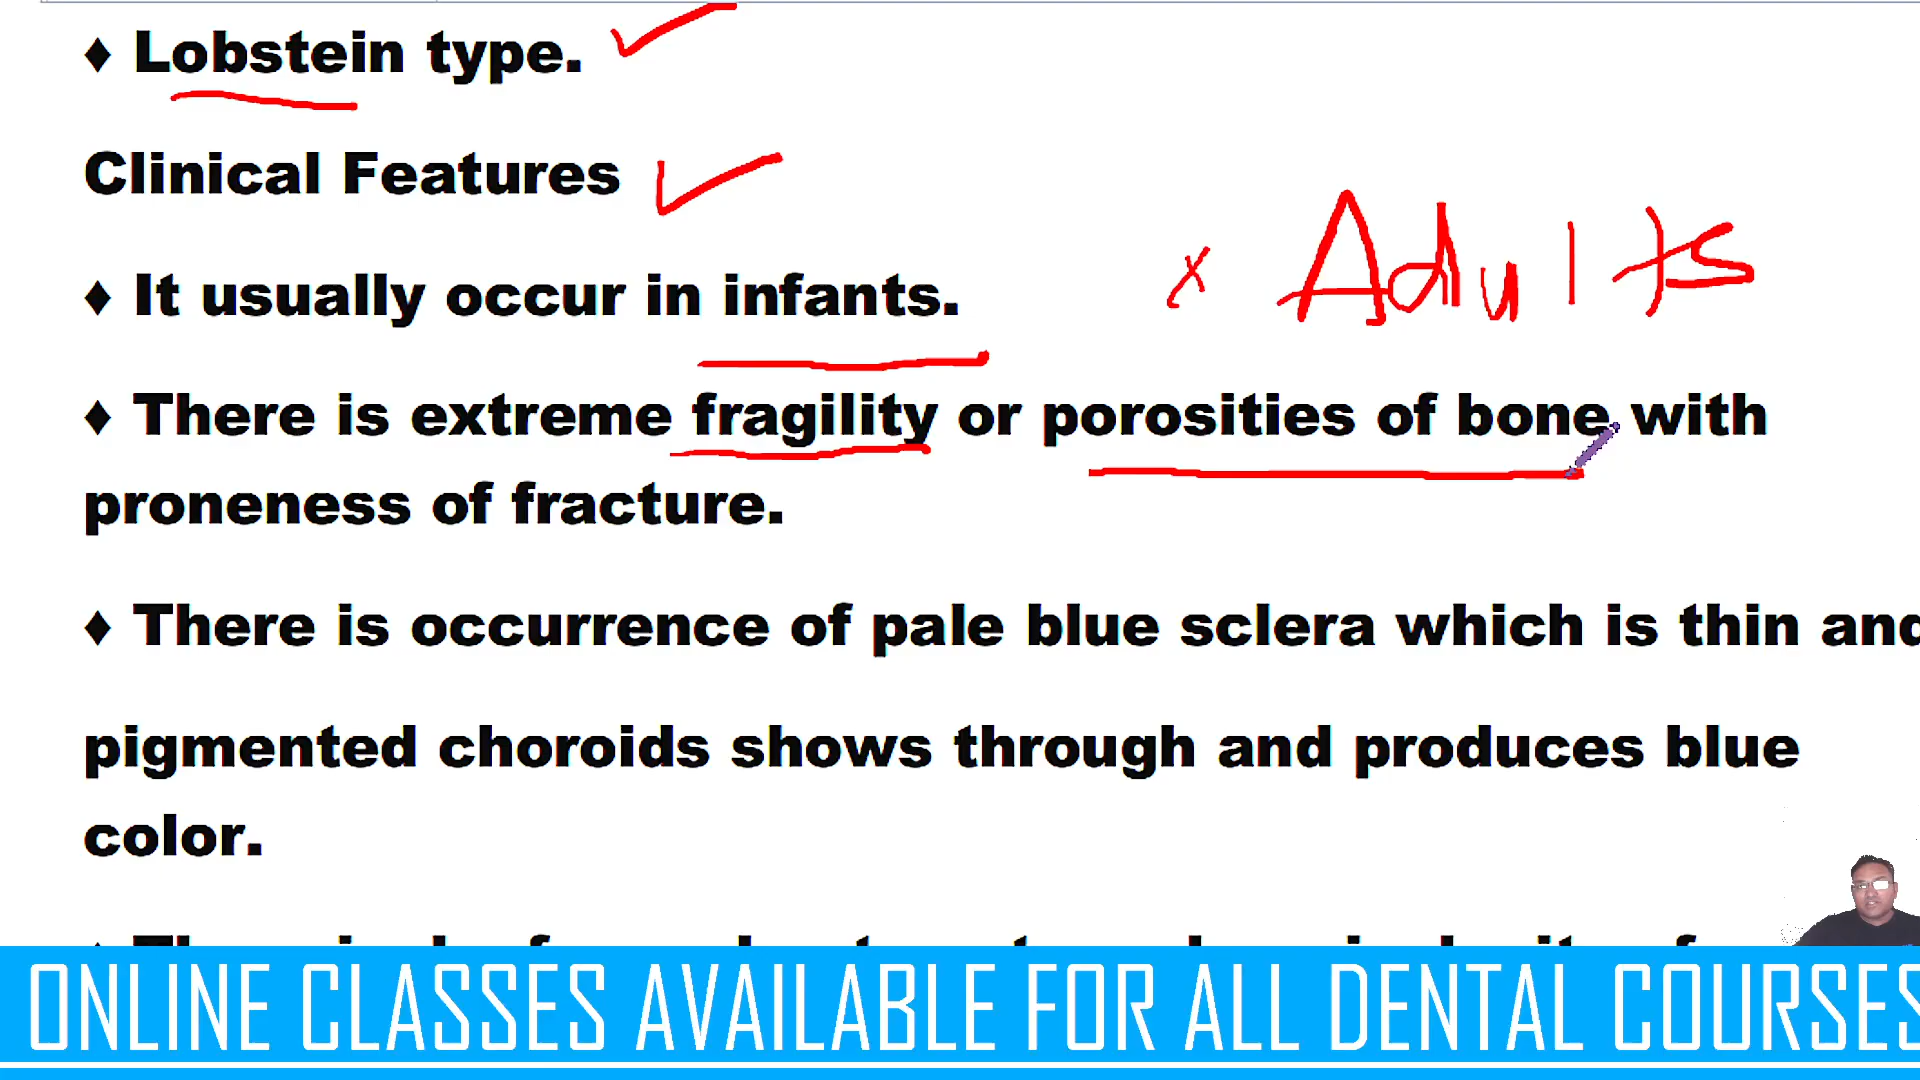 ♦ Lobstein type.
Clinical Features
× Adults
♦ It usually occur in infants.
♦ There is extreme fragility or porosities of bone with
proneness of fracture.
♦ There is occurrence of pale blue sclera which is thin and
pigmented choroids shows through and produces blue
color.
ONLINE CLASSES AVAILABLE FOR ALL DENTAL COURSES